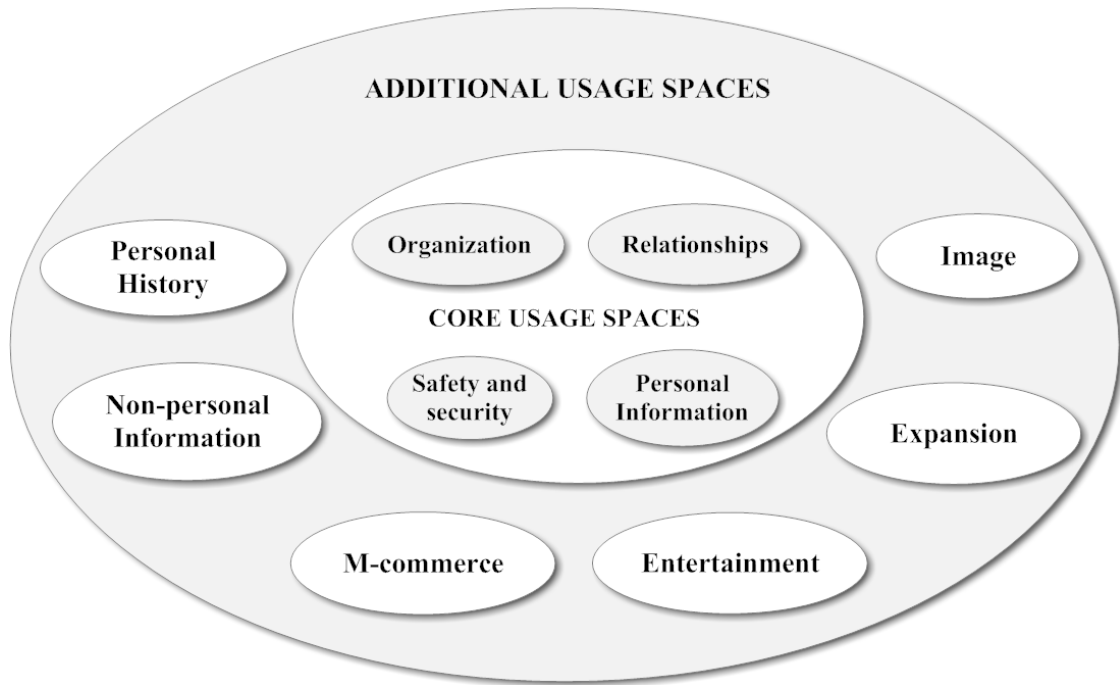 ADDITIONAL USAGE SPACES
Organization
Relationships
Personal
History
Image
CORE USAGE SPACES
Safety and
security
Personal
Information
Non-personal
Information
Expansion
M-commerce
Entertainment